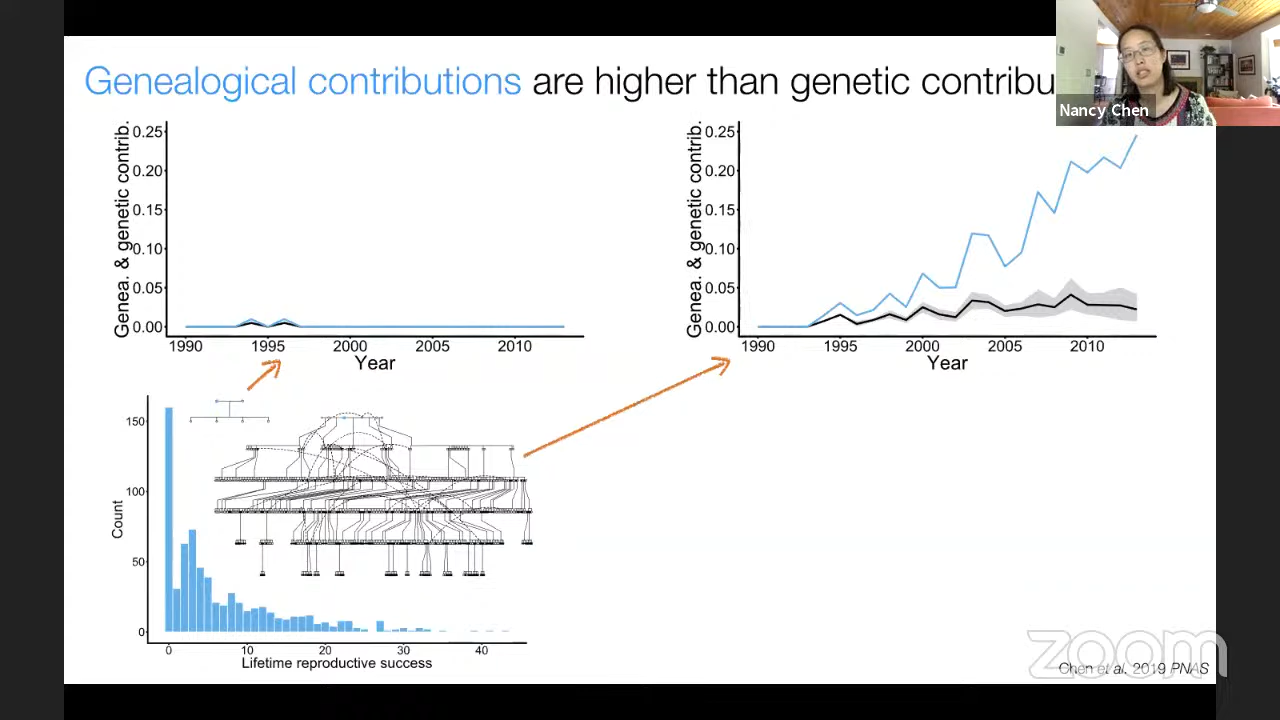 Genealogical contributions are higher than genetic contribu
Nancy Chen
Genea. & genetic contrib.
0.25
0.20
0.15
0.10
0.05
0.00
1990 1995 2000 2005 2010
Year
Genea. & genetic contrib.
0.25
0.20
0.15
0.10
0.05
0.00
1990 1995 2000 2005 2010
Year
Count
150
100
50
0
0 10 20 30 40
Lifetime reproductive success
zoom
Chen et al. 2019 PNAS